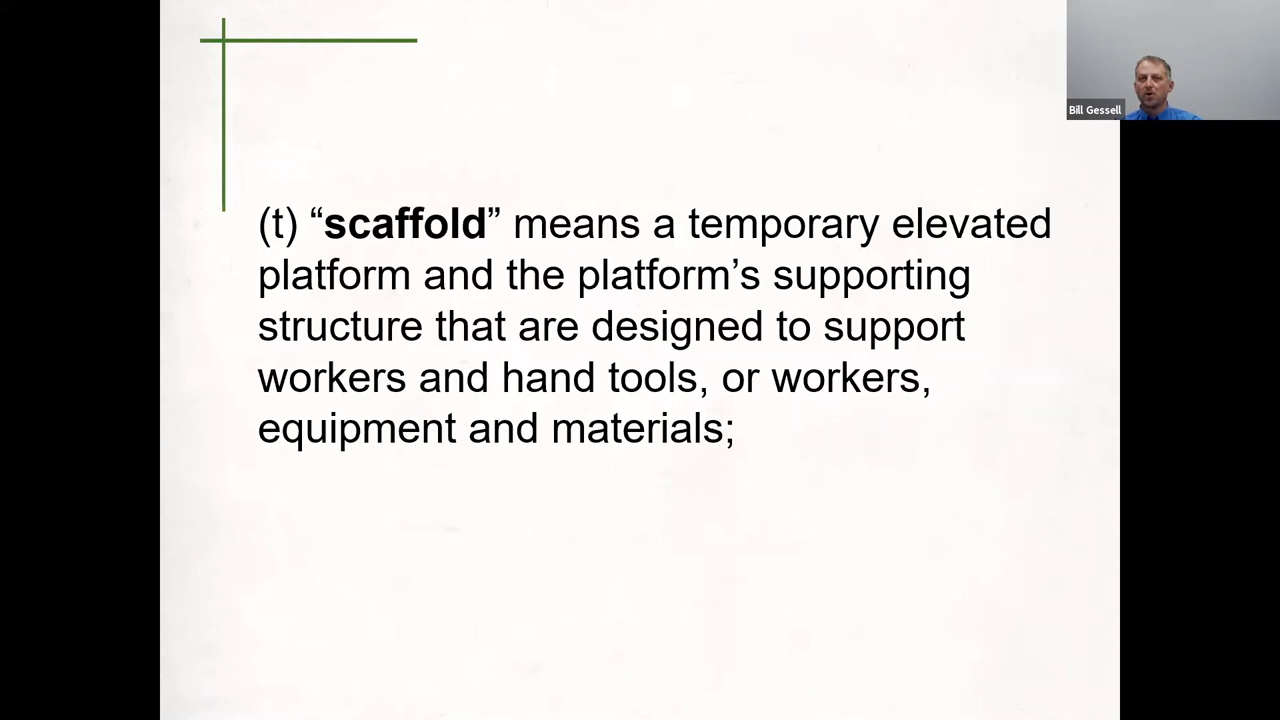 Bill Gessell
(t) “scaffold” means a temporary elevated
platform and the platform’s supporting
structure that are designed to support
workers and hand tools, or workers,
equipment and materials;